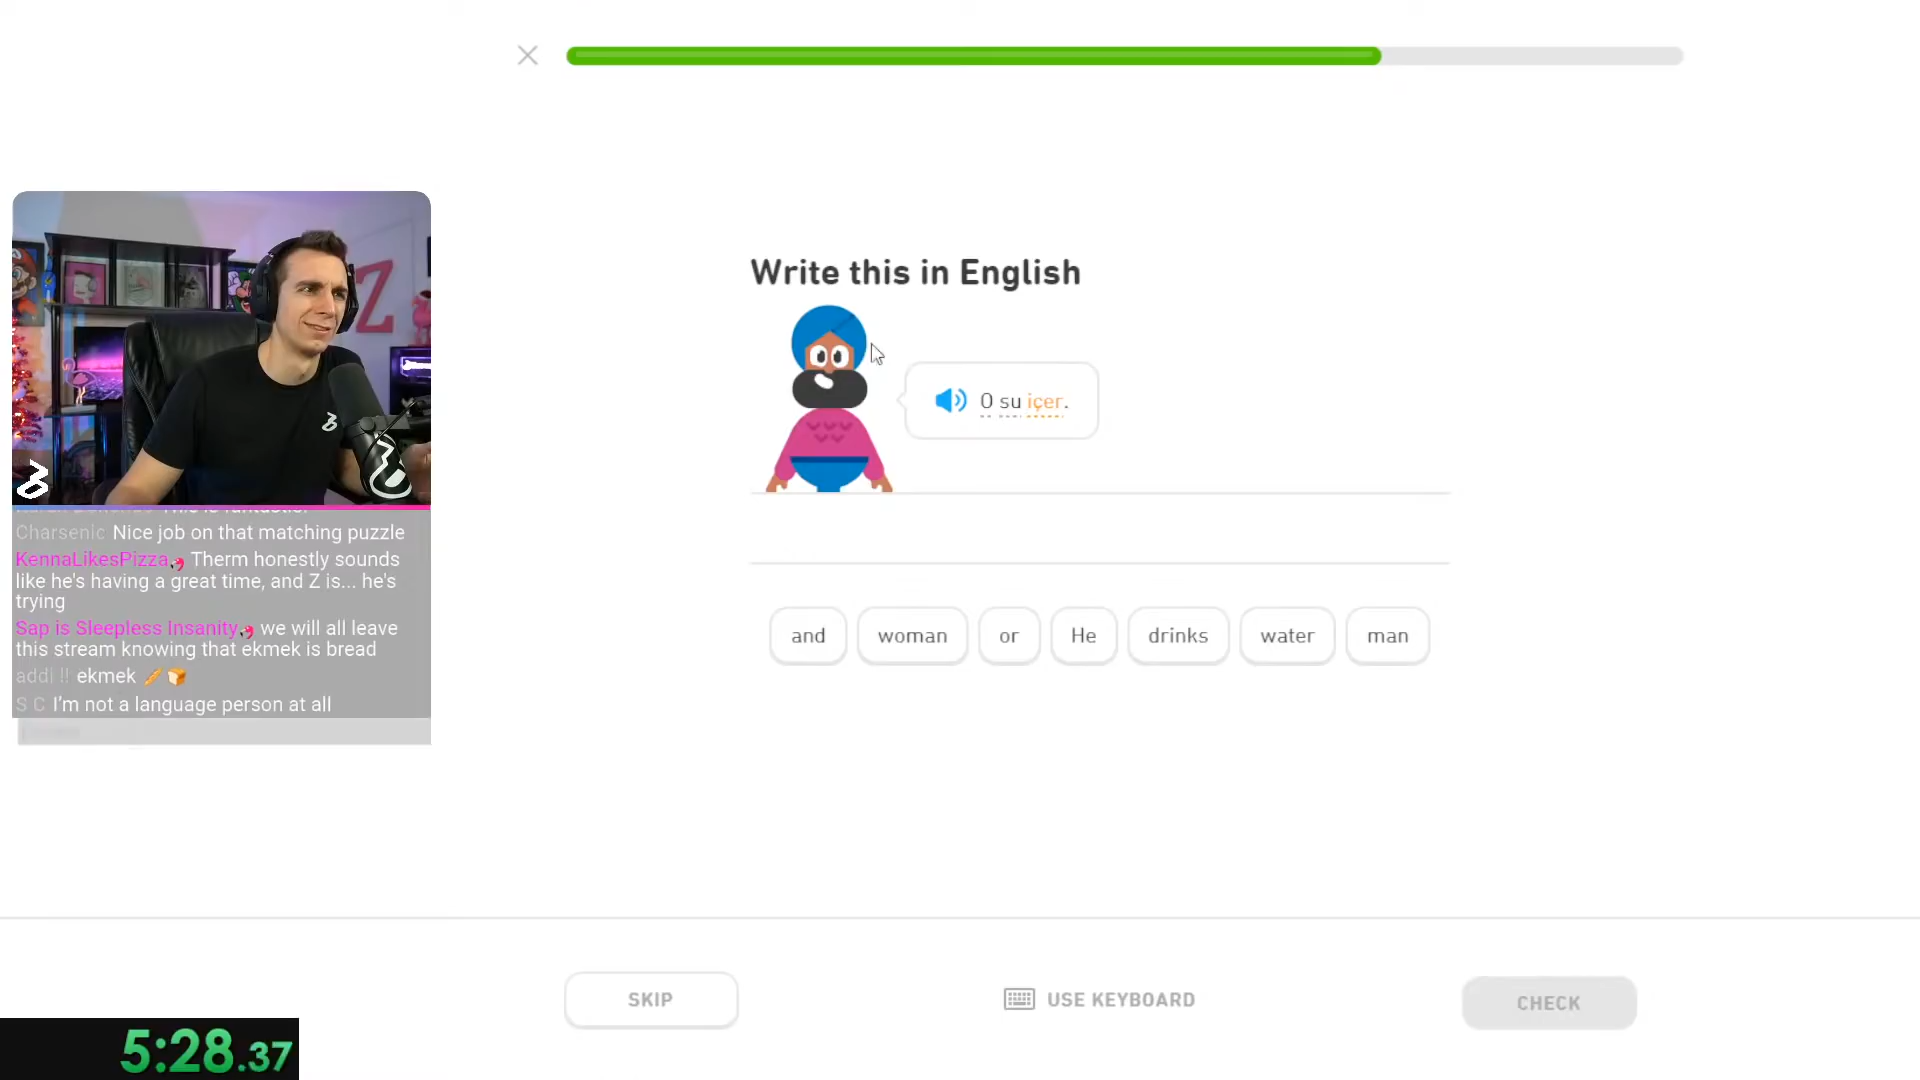 Write this in English
O su içer.
and woman or He drinks water man
Charsenic Nice job on that matching puzzle
KennaLikesPizza Therm honestly sounds
like he's having a great time, and Z is... he's
trying
Sap is Sleepless Insanity we will all leave
this stream knowing that ekmek is bread
addi !! ekmek
S C I'm not a language person at all
SKIP
USE KEYBOARD
CHECK
5:28.37